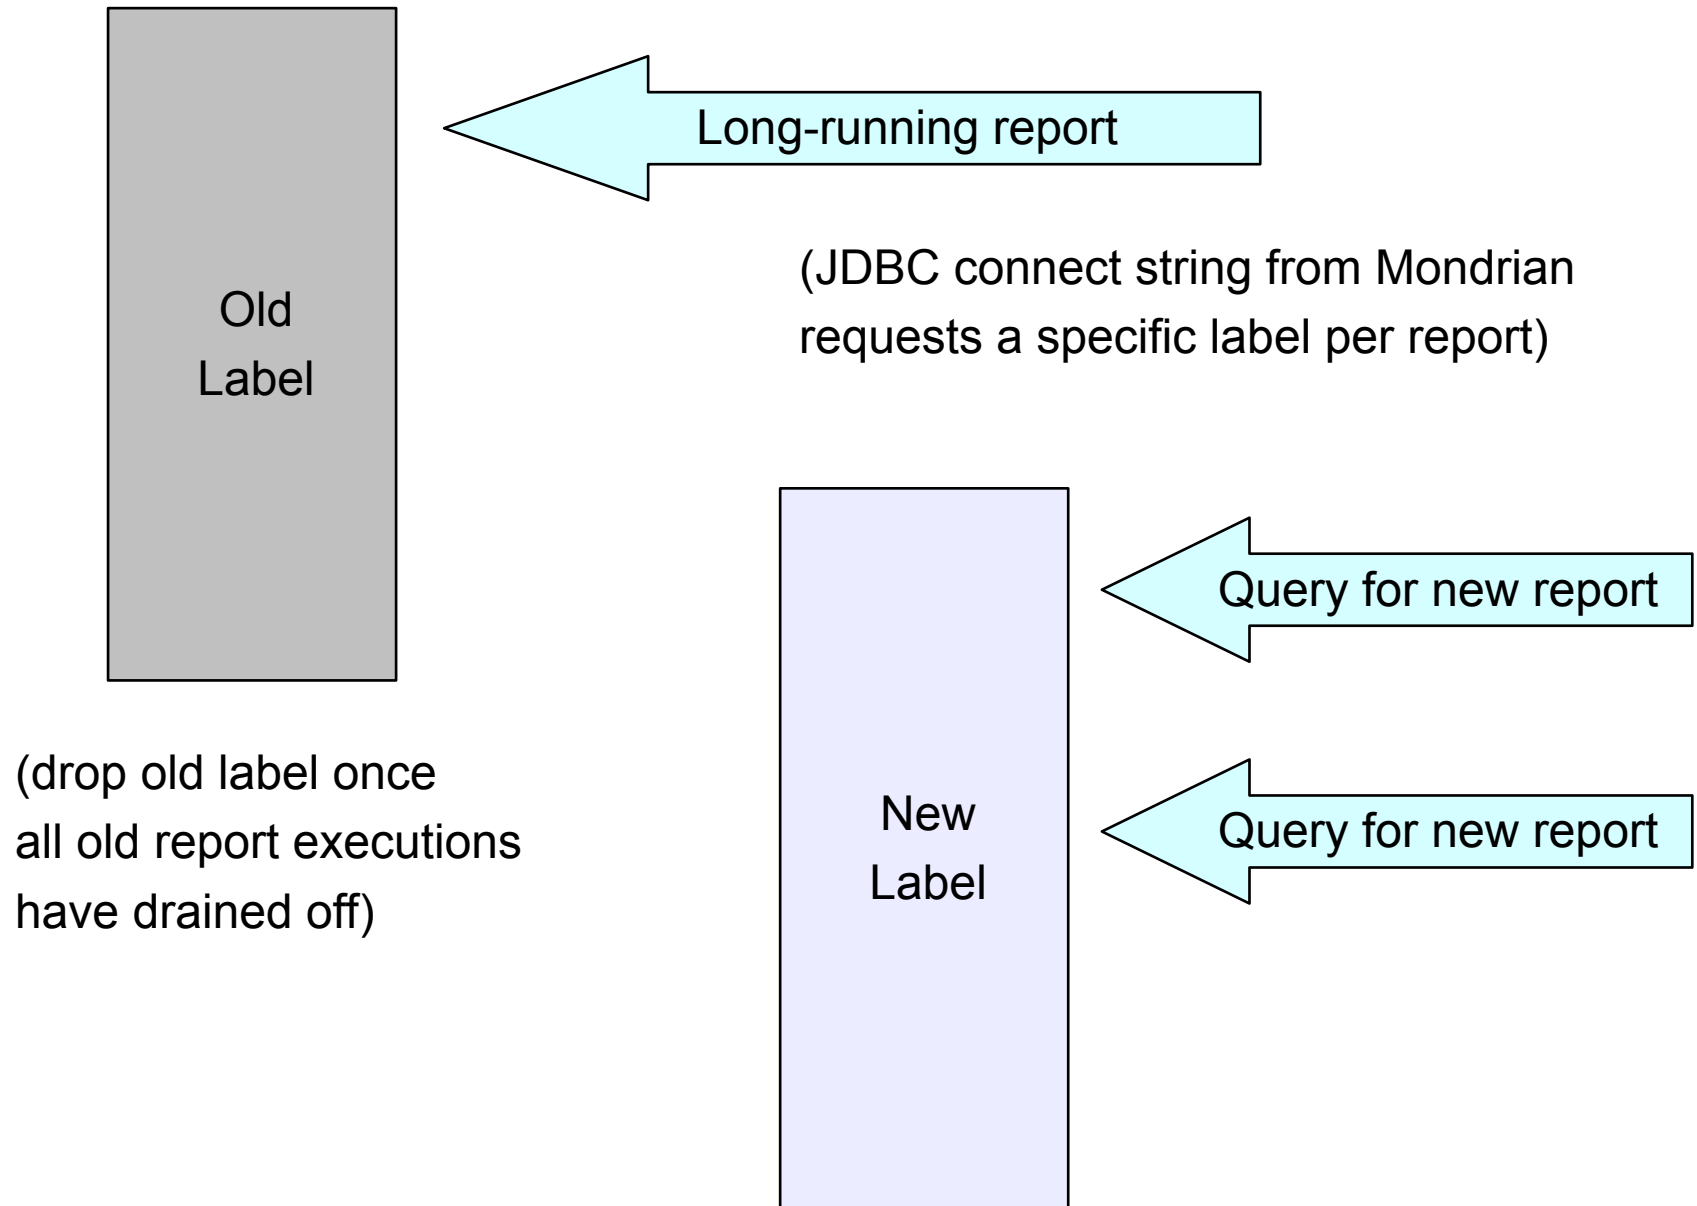 Long-running report
(JDBC connect string from Mondrian
requests a specific label per report)
Old
Label
Query for new report
(drop old label once
all old report executions
have drained off)
New
Label
Query for new report